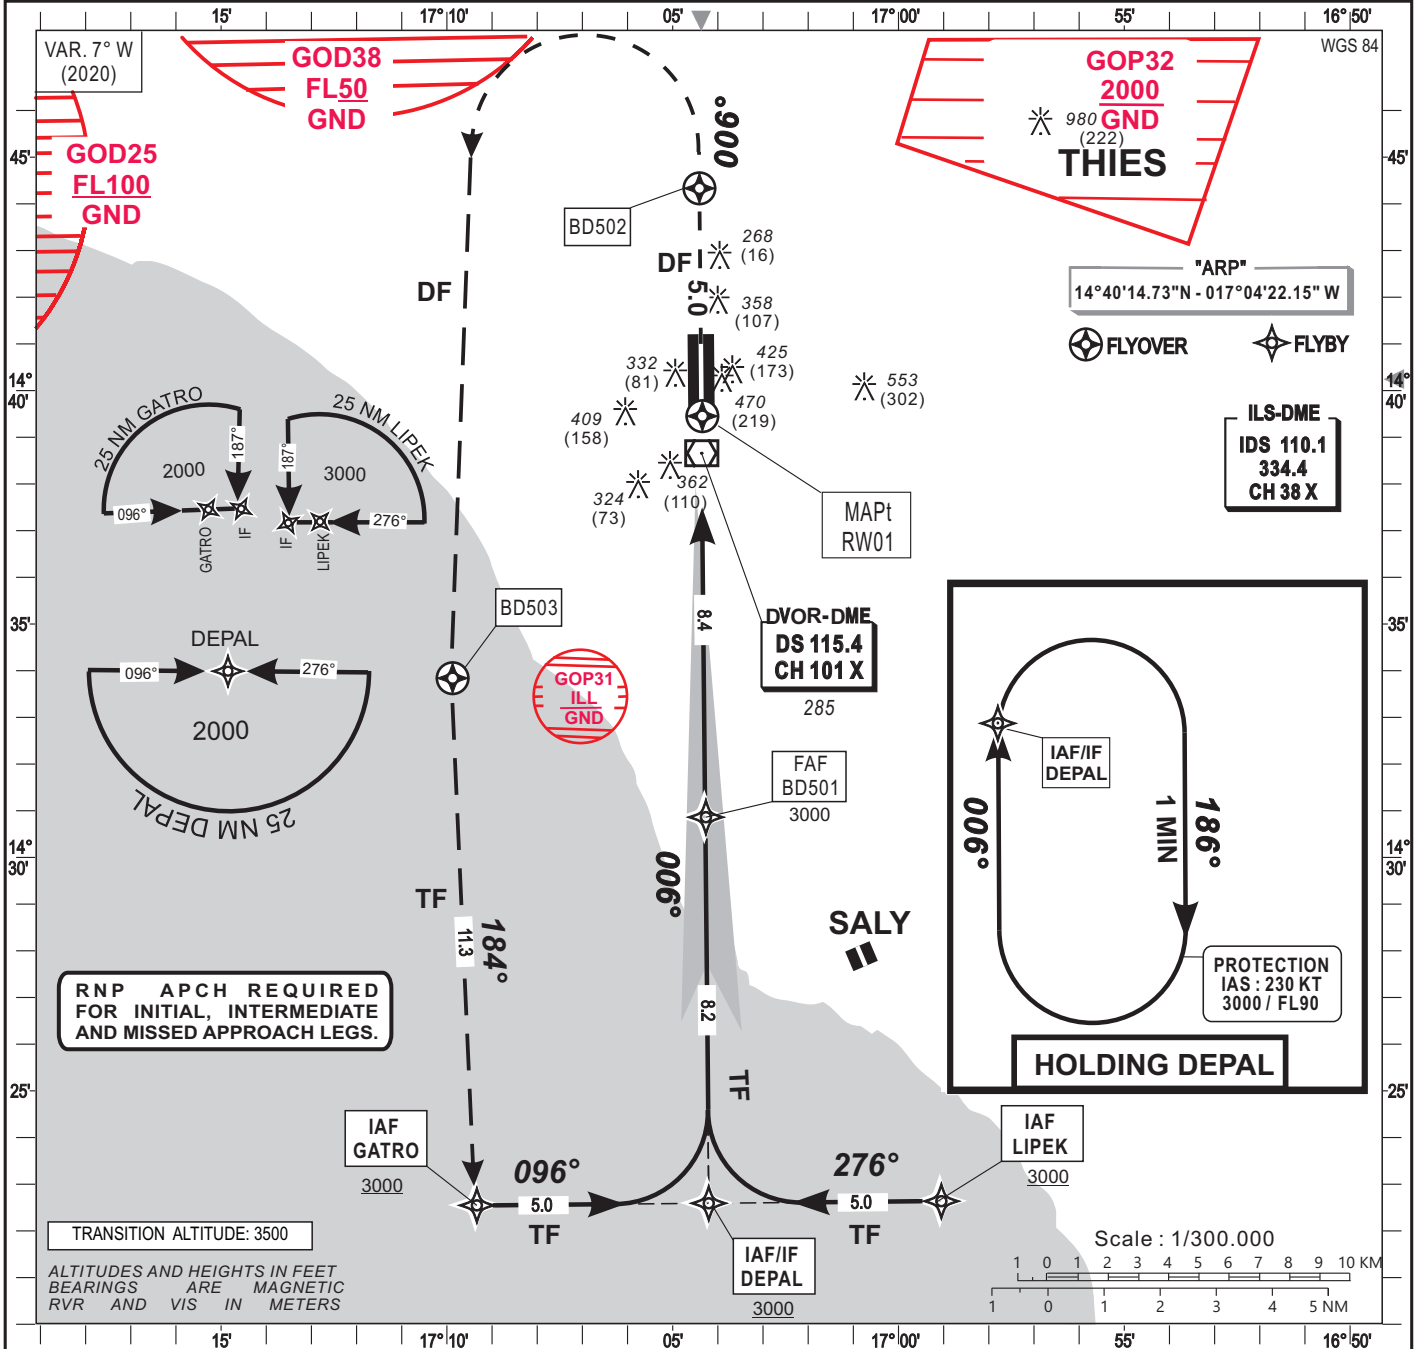 15'
17°10'
05'
17°00'
55'
16°50'
VAR. 7° W
(2020)
WGS 84
GOD38
FL50
GND
GOP32
2000
GND
980
(222)
THIES
006°
45'
45'
GOD25
FL100
GND
BD502
268
(16)
DF
5.0
358
(107)
DF
"ARP"
14°40'14.73"N - 017°04'22.15" W
FLYOVER
FLYBY
332
(81)
425
(173)
553
(302)
470
(219)
409
(158)
362
(110)
324
(73)
14°
40'
14°
40'
ILS-DME
IDS 110.1
334.4
CH 38 X
25 NM GATRO
187°
2000
096°
GATRO
IF
25 NM LIPEK
187°
3000
276°
IF
LIPEK
MAPt
RW01
8.4
DVOR-DME
DS 115.4
CH 101 X
285
BD503
35'
35'
DEPAL
096°
276°
2000
25 NM DEPAL
GOP31
ILL
GND
FAF
BD501
3000
IAF/IF
DEPAL
006°
186°
1 MIN
PROTECTION
IAS : 230 KT
3000 / FL90
HOLDING DEPAL
14°
30'
14°
30'
006°
TF
11.3
184°
SALY
8.2
TF
RNP APCH REQUIRED
FOR INITIAL, INTERMEDIATE
AND MISSED APPROACH LEGS.
25'
25'
IAF
GATRO
3000
096°
5.0
TF
276°
5.0
TF
IAF
LIPEK
3000
IAF/IF
DEPAL
3000
TRANSITION ALTITUDE: 3500
ALTITUDES AND HEIGHTS IN FEET
BEARINGS ARE MAGNETIC
RVR AND VIS IN METERS
Scale : 1/300.000
1 0 1 2 3 4 5 6 7 8 9 10 KM
1 0 1 2 3 4 5 NM
15'
17°10'
05'
17°00'
55'
16°50'